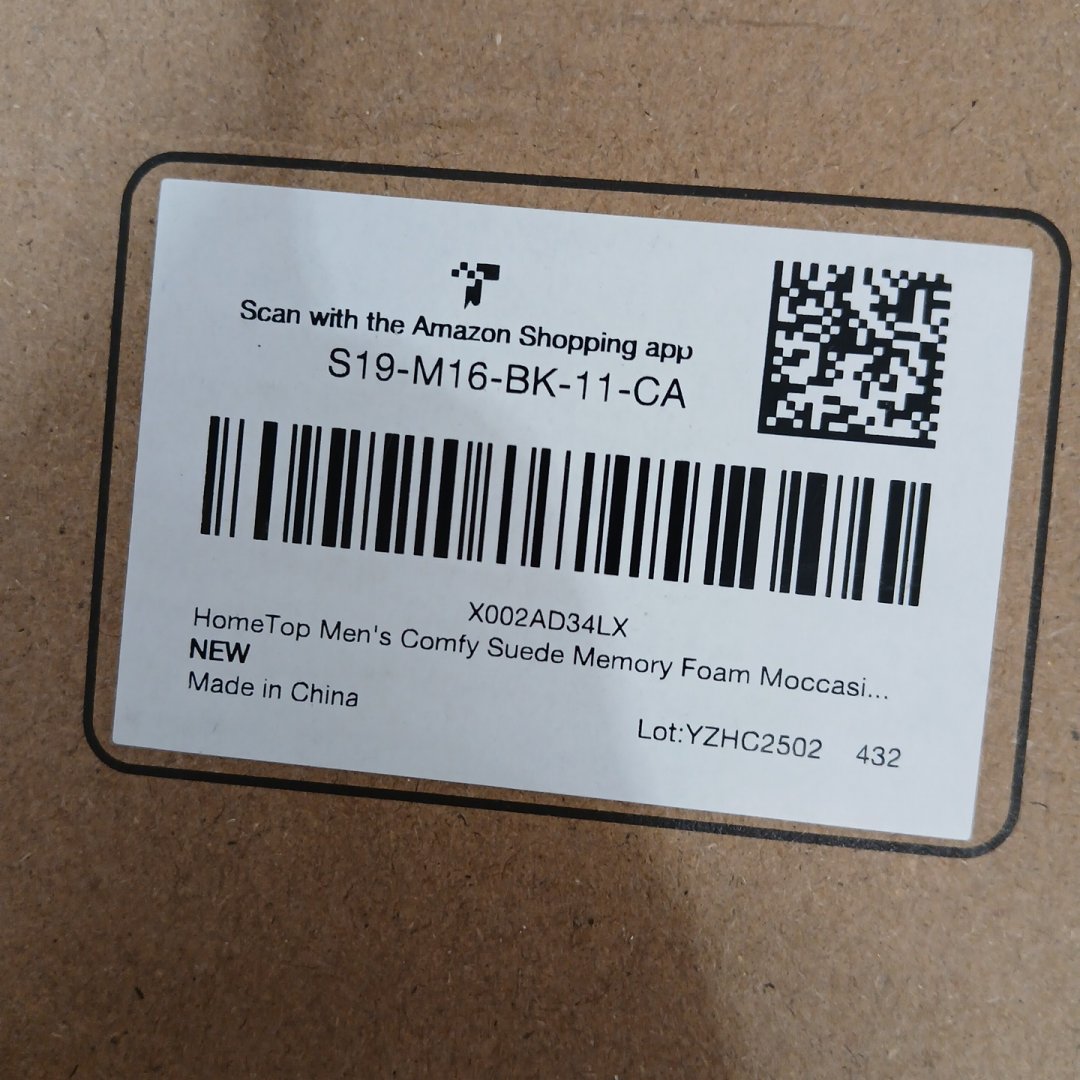 Scan with the Amazon Shopping app
S19-M16-BK-11-CA
X002AD34LX
HomeTop Men's Comfy Suede Memory Foam Moccasi...
NEW
Made in China
Lot:YZHC2502 432